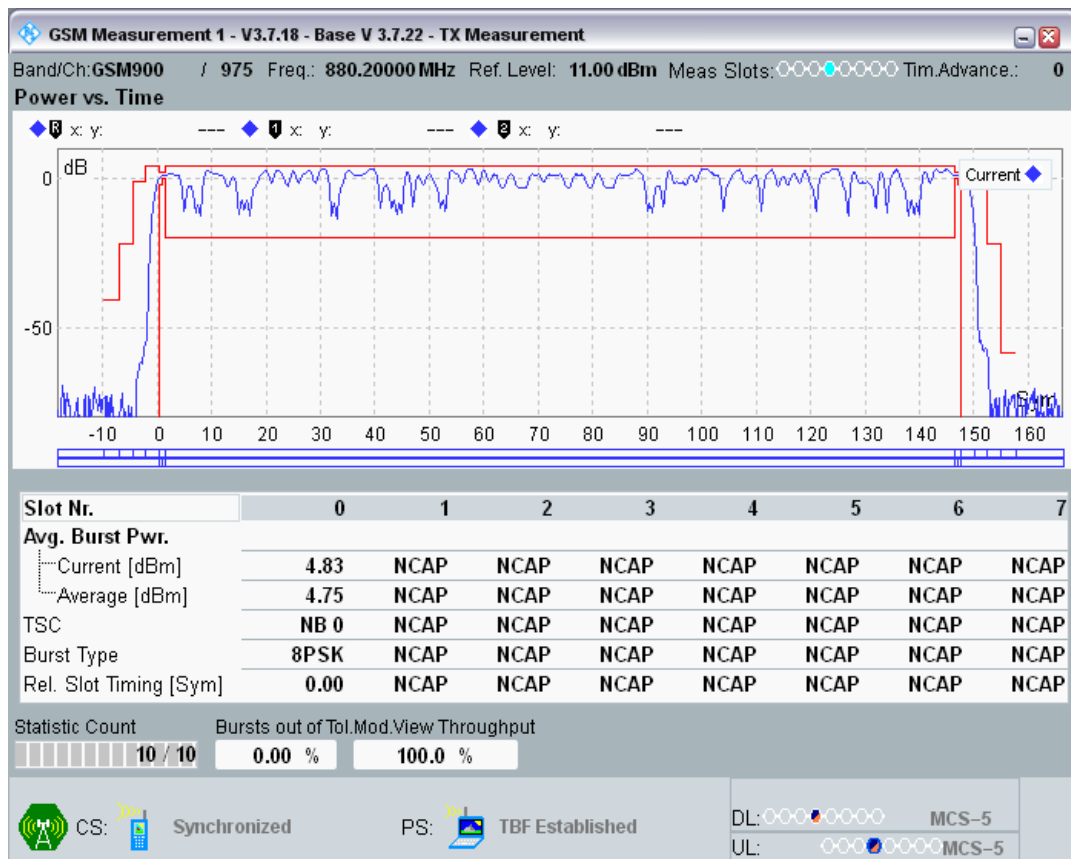 GSM Measurement 1 - V3.7.18 - Base V 3.7.22 - TX Measurement
Band/Ch:GSM900 / 975 Freq.: 880.20000 MHz Ref. Level: 11.00 dBm Meas Slots: Tim.Advance.: 0
Power vs. Time
R x: y: --- 1 x: y: --- 2 x: y: ---
dB
Current
0
-50
Sym
-10 0 10 20 30 40 50 60 70 80 90 100 110 120 130 140 150 160
Slot Nr. 0 1 2 3 4 5 6 7
Avg. Burst Pwr.
Current [dBm] 4.83 NCAP NCAP NCAP NCAP NCAP NCAP NCAP
Average [dBm] 4.75 NCAP NCAP NCAP NCAP NCAP NCAP NCAP
TSC NB 0 NCAP NCAP NCAP NCAP NCAP NCAP NCAP
Burst Type 8PSK NCAP NCAP NCAP NCAP NCAP NCAP NCAP
Rel. Slot Timing [Sym] 0.00 NCAP NCAP NCAP NCAP NCAP NCAP NCAP
Statistic Count Bursts out of Tol.Mod.View Throughput
10 / 10 0.00 % 100.0 %
CS: Synchronized PS: TBF Established
DL: MCS-5
UL: MCS-5